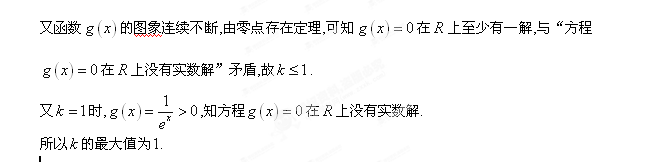 又函数 g(x) 的图象连续不断,由零点存在定理,可知 g(x)=0 在 R 上至少有一解,与“方程
g(x)=0 在 R 上没有实数解”矛盾,故 k≤1.
又 k=1 时, g(x)=1/e^x>0 ,知方程 g(x)=0 在 R 上没有实数解.
所以 k 的最大值为 1.